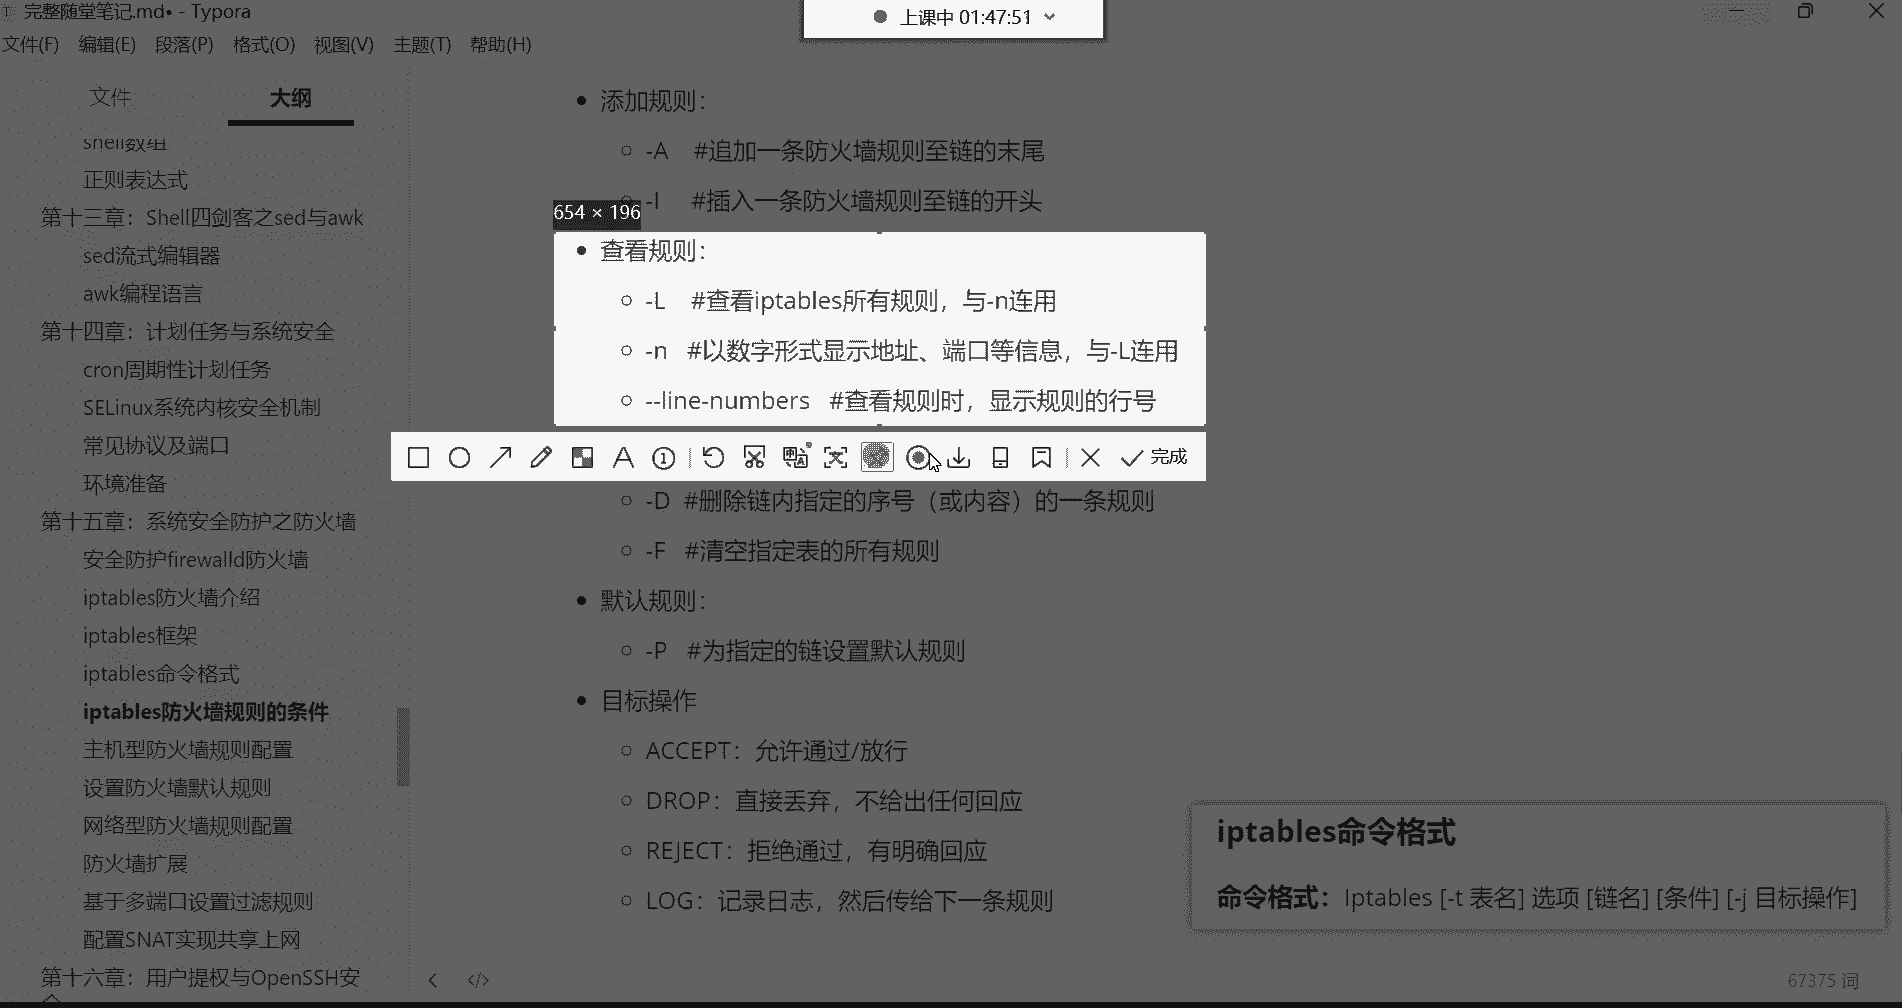 完整随堂笔记.md• - Typora
上课中 01:47:51
文件(F) 编辑(E) 段落(P) 格式(O) 视图(V) 主题(T) 帮助(H)
文件 大纲
shell数组
正则表达式
第十三章：Shell四剑客之sed与awk
sed流式编辑器
awk编程语言
第十四章：计划任务与系统安全
cron周期性计划任务
SELinux系统内核安全机制
常见协议及端口
环境准备
第十五章：系统安全防护之防火墙
安全防护firewalld防火墙
iptables防火墙介绍
iptables框架
iptables命令格式
iptables防火墙规则的条件
主机型防火墙规则配置
设置防火墙默认规则
网络型防火墙规则配置
防火墙扩展
基于多端口设置过滤规则
配置SNAT实现共享上网
第十六章：用户提权与OpenSSH安
添加规则：
-A #追加一条防火墙规则至链的末尾
-I #插入一条防火墙规则至链的开头
654 × 196
查看规则：
-L #查看iptables所有规则，与-n连用
-n #以数字形式显示地址、端口等信息，与-L连用
--line-numbers #查看规则时，显示规则的行号
完成
-D #删除链内指定的序号（或内容）的一条规则
-F #清空指定表的所有规则
默认规则：
-P #为指定的链设置默认规则
目标操作
ACCEPT：允许通过/放行
DROP：直接丢弃，不给出任何回应
REJECT：拒绝通过，有明确回应
LOG：记录日志，然后传给下一条规则
iptables命令格式
命令格式：Iptables [-t 表名] 选项 [链名] [条件] [-j 目标操作]
67375 词